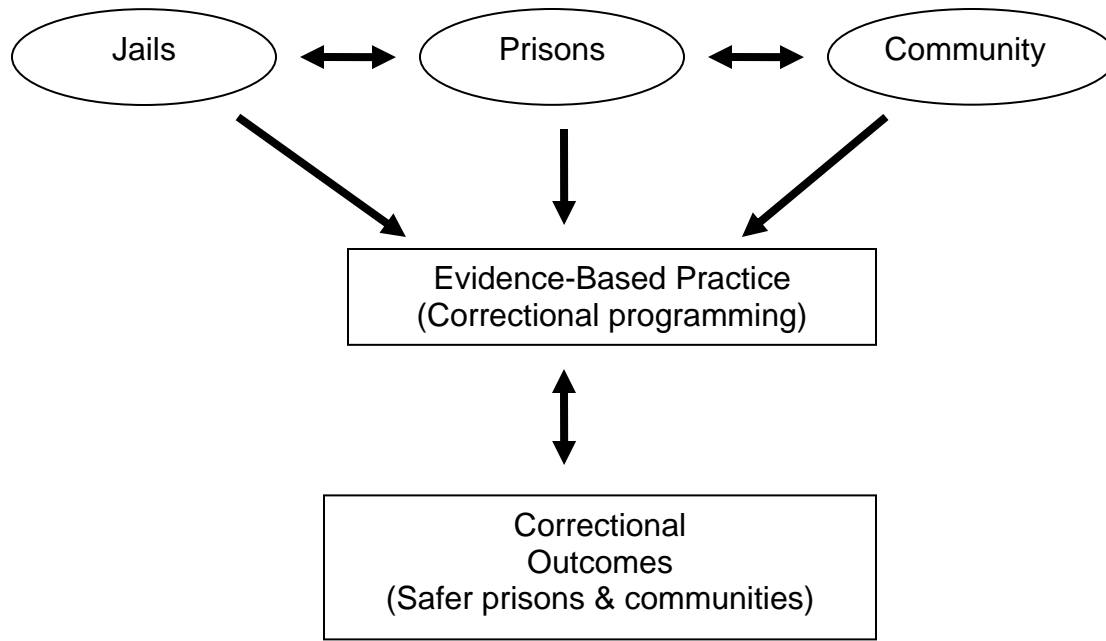 Jails
Prisons
Community
Evidence-Based Practice
(Correctional programming)
Correctional
Outcomes
(Safer prisons & communities)